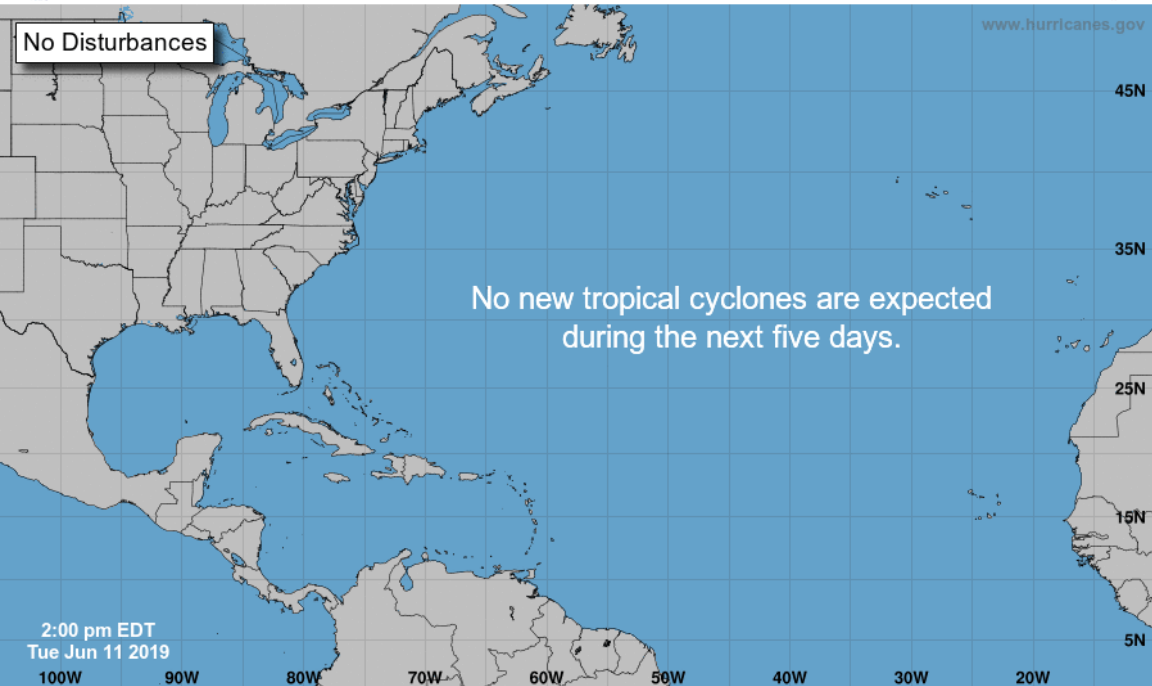 www.hurricanes.gov
No Disturbances
45N
35N
No new tropical cyclones are expected
during the next five days.
25N
15N
2:00 pm EDT
5N
Tue Jun 11 2019
100W 90W 80W 70W 60W 50W 40W 30W 20W